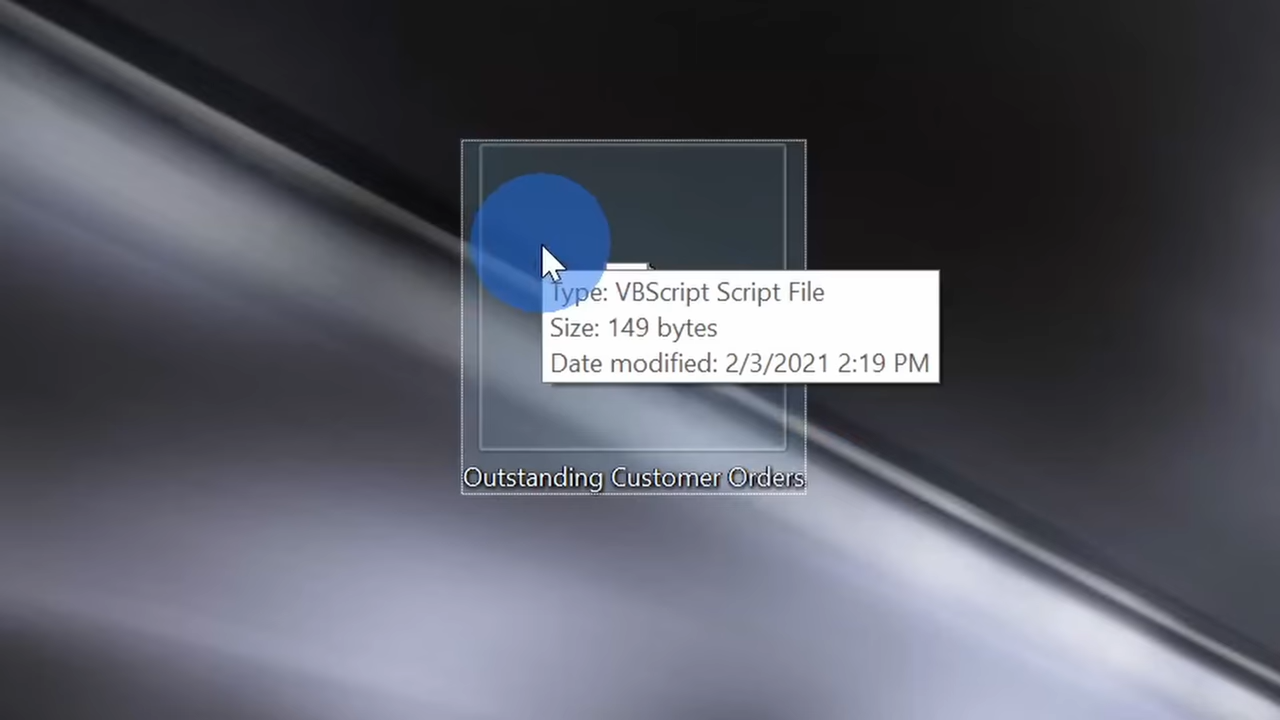 Type: VBScript Script File
Size: 149 bytes
Date modified: 2/3/2021 2:19 PM
Outstanding Customer Orders